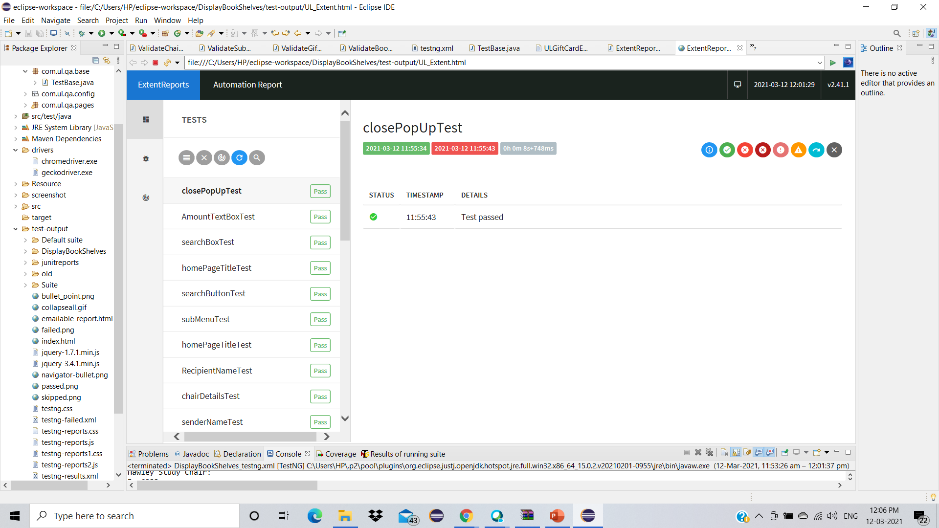 eclipse-workspace - file:///C:/Users/HP/eclipse-workspace/DisplayBookShelves/test-output/UL_Extent.html - Eclipse IDE
File Edit Navigate Search Project Run Window Help
Package Explorer
ValidateChai...
ValidateSub...
ValidateGif...
ValidateBoo...
testng.xml
TestBase.java
ULGiftCardE...
ExtentRepor...
ExtentRepor...
Outline
file:///C:/Users/HP/eclipse-workspace/DisplayBookShelves/test-output/UL_Extent.html
There is no active editor that provides an outline.
com.ul.qa.base
TestBase.java
com.ul.qa.config
com.ul.qa.pages
src/test/java
JRE System Library [JavaS
Maven Dependencies
drivers
chromedriver.exe
geckodriver.exe
Resource
screenshot
src
target
test-output
Default suite
DisplayBookShelves
junitreports
old
Suite
bullet_point.png
collapseall.gif
emailable-report.html
failed.png
index.html
jquery-1.7.1.min.js
jquery-3.4.1.min.js
navigator-bullet.png
passed.png
skipped.png
testng.css
testng-failed.xml
testng-reports.css
testng-reports.js
testng-reports1.css
testng-reports2.js
testng-results.xml
ExtentReports Automation Report 2021-03-12 12:01:29 v2.41.1
TESTS
closePopUpTest Pass
AmountTextBoxTest Pass
searchBoxTest Pass
homePageTitleTest Pass
searchButtonTest Pass
subMenuTest Pass
homePageTitleTest Pass
RecipientNameTest Pass
chairDetailsTest Pass
senderNameTest Pass
closePopUpTest
2021-03-12 11:55:34 2021-03-12 11:55:43 0h 0m 8s+748ms
STATUS TIMESTAMP DETAILS
11:55:43 Test passed
Problems Javadoc Declaration Console Coverage Results of running suite
<terminated> DisplayBookShelves_testng.xml [TestNG] C:\Users\HP\.p2\pool\plugins\org.eclipse.justj.openjdk.hotspot.jre.full.win32.x86_64_15.0.2.v20210201-0955\jre\bin\javaw.exe (12-Mar-2021, 11:53:26 am – 12:01:37 pm)
Hawley Study Chair:
Type here to search
43
ENG
12:06 PM
12-03-2021
22